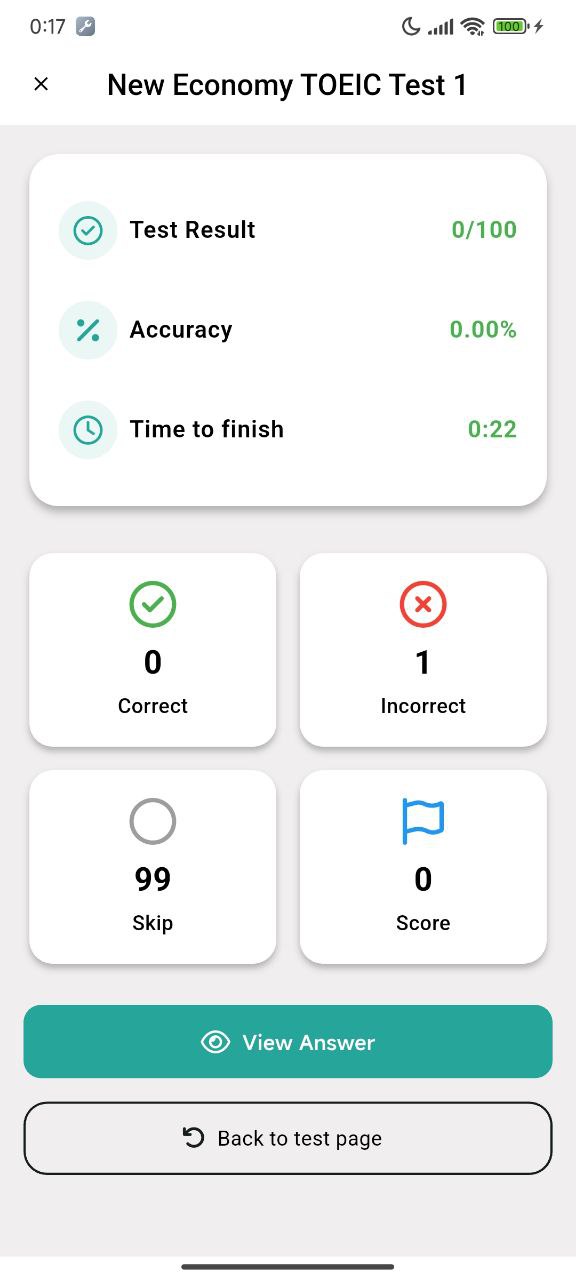 0:17
100
New Economy TOEIC Test 1
Test Result 0/100
Accuracy 0.00%
Time to finish 0:22
0
Correct
1
Incorrect
99
Skip
0
Score
View Answer
Back to test page